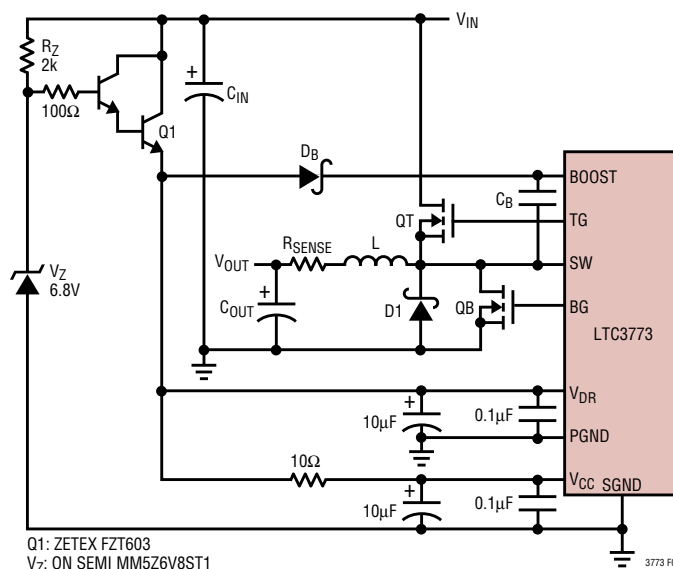 V_IN
R_Z
2k
100Ω
Q1
C_IN
D_B
BOOST
C_B
QT
TG
V_OUT
R_SENSE
L
SW
V_Z
6.8V
C_OUT
D1
QB
BG
LTC3773
V_DR
10µF
0.1µF
PGND
10Ω
V_CC
SGND
10µF
0.1µF
Q1: ZETEX FZT603
V_Z: ON SEMI MM5Z6V8ST1
3773